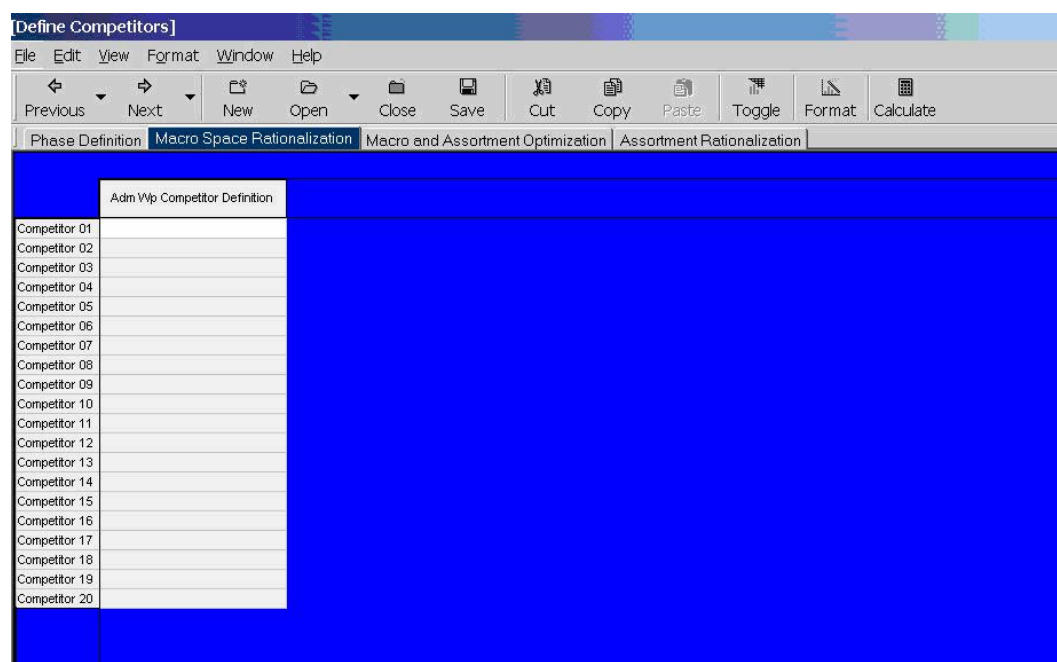 [Define Competitors]
File Edit View Format Window Help
Previous Next New Open Close Save Cut Copy Paste Toggle Format Calculate
Phase Definition Macro Space Rationalization Macro and Assortment Optimization Assortment Rationalization
Adm Wp Competitor Definition
Competitor 01
Competitor 02
Competitor 03
Competitor 04
Competitor 05
Competitor 06
Competitor 07
Competitor 08
Competitor 09
Competitor 10
Competitor 11
Competitor 12
Competitor 13
Competitor 14
Competitor 15
Competitor 16
Competitor 17
Competitor 18
Competitor 19
Competitor 20